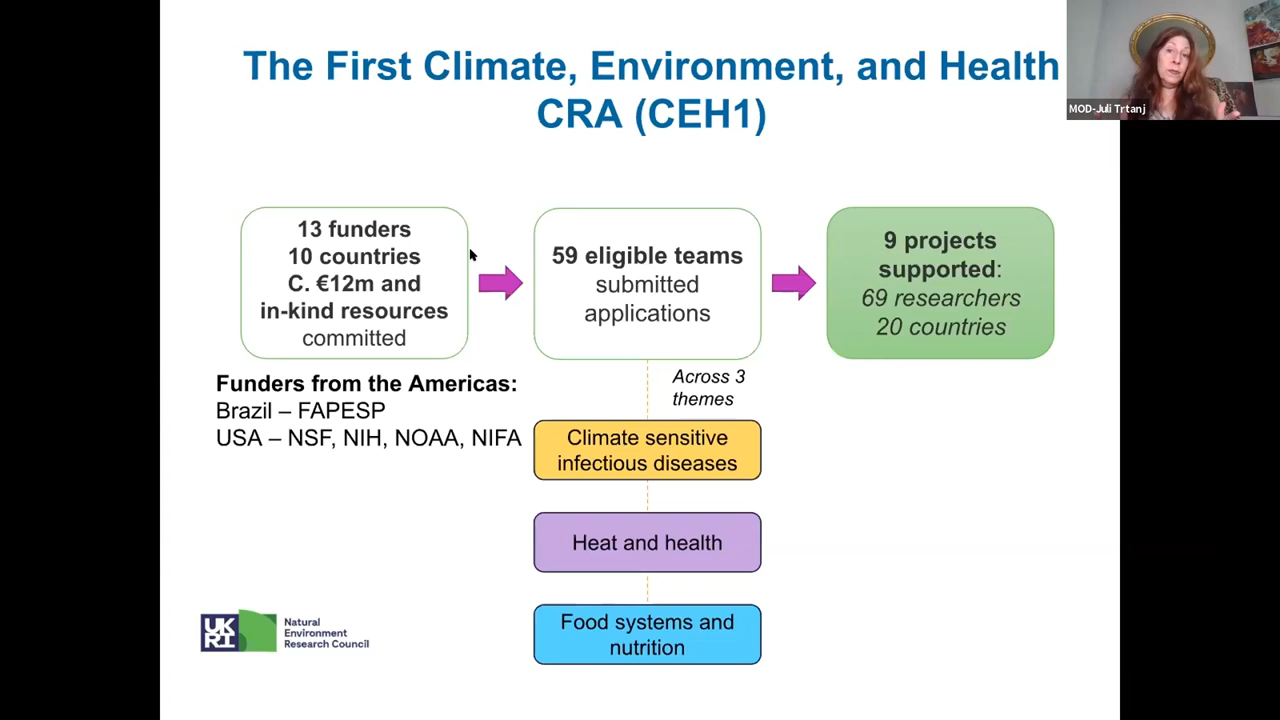 The First Climate, Environment, and Health
CRA (CEH1)
MOD-Juli Trtanj
13 funders
10 countries
C. €12m and
in-kind resources
committed
59 eligible teams
submitted
applications
9 projects
supported:
69 researchers
20 countries
Funders from the Americas:
Brazil – FAPESP
USA – NSF, NIH, NOAA, NIFA
Across 3
themes
Climate sensitive
infectious diseases
Heat and health
Food systems and
nutrition
UK
RI
Natural
Environment
Research Council